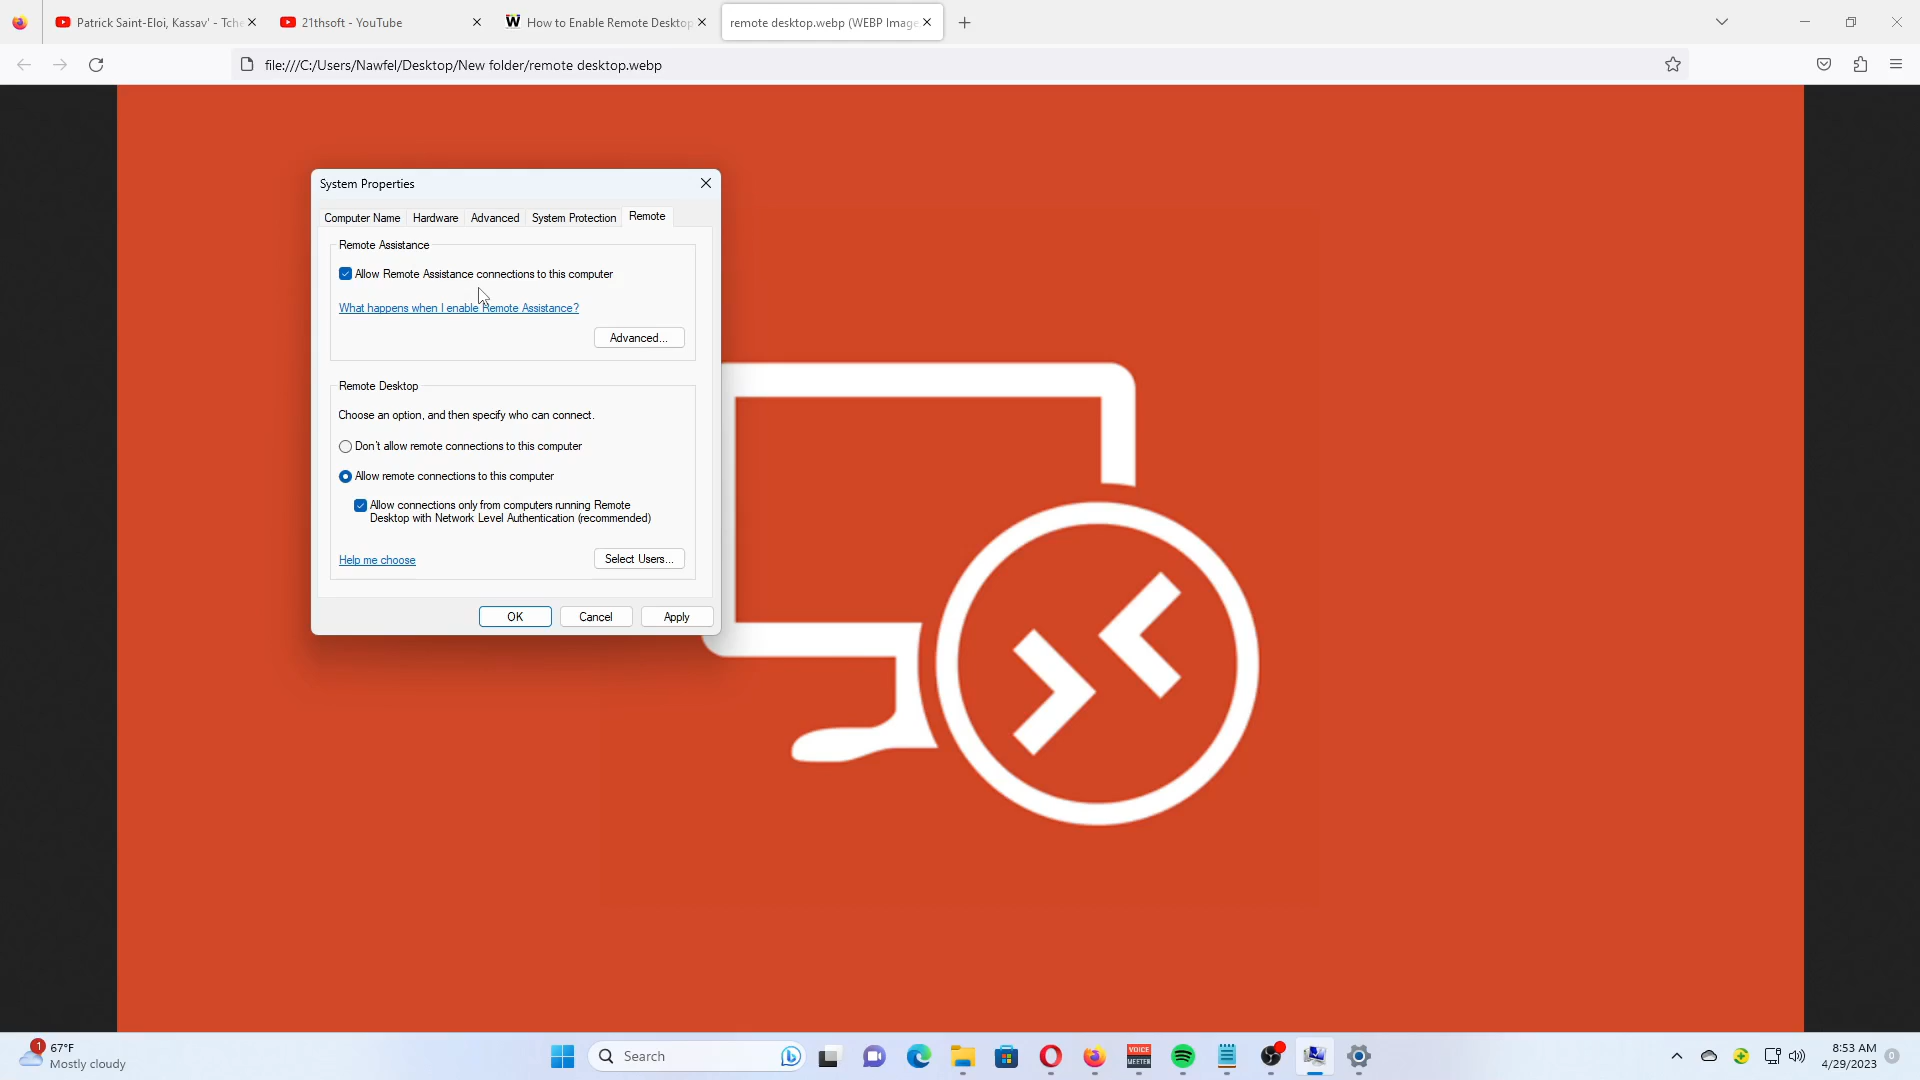 Patrick Saint-Eloi, Kassav' - Tche
21thsoft - YouTube
How to Enable Remote Desktop
remote desktop.webp (WEBP Image
file:///C:/Users/Nawfel/Desktop/New folder/remote desktop.webp
System Properties
Computer Name
Hardware
Advanced
System Protection
Remote
Remote Assistance
Allow Remote Assistance connections to this computer
What happens when I enable Remote Assistance?
Advanced...
Remote Desktop
Choose an option, and then specify who can connect.
Don't allow remote connections to this computer
Allow remote connections to this computer
Allow connections only from computers running Remote
Desktop with Network Level Authentication (recommended)
Help me choose
Select Users...
OK
Cancel
Apply
1
67°F
Mostly cloudy
Search
VOICE
MEETER
8:53 AM
4/29/2023
0